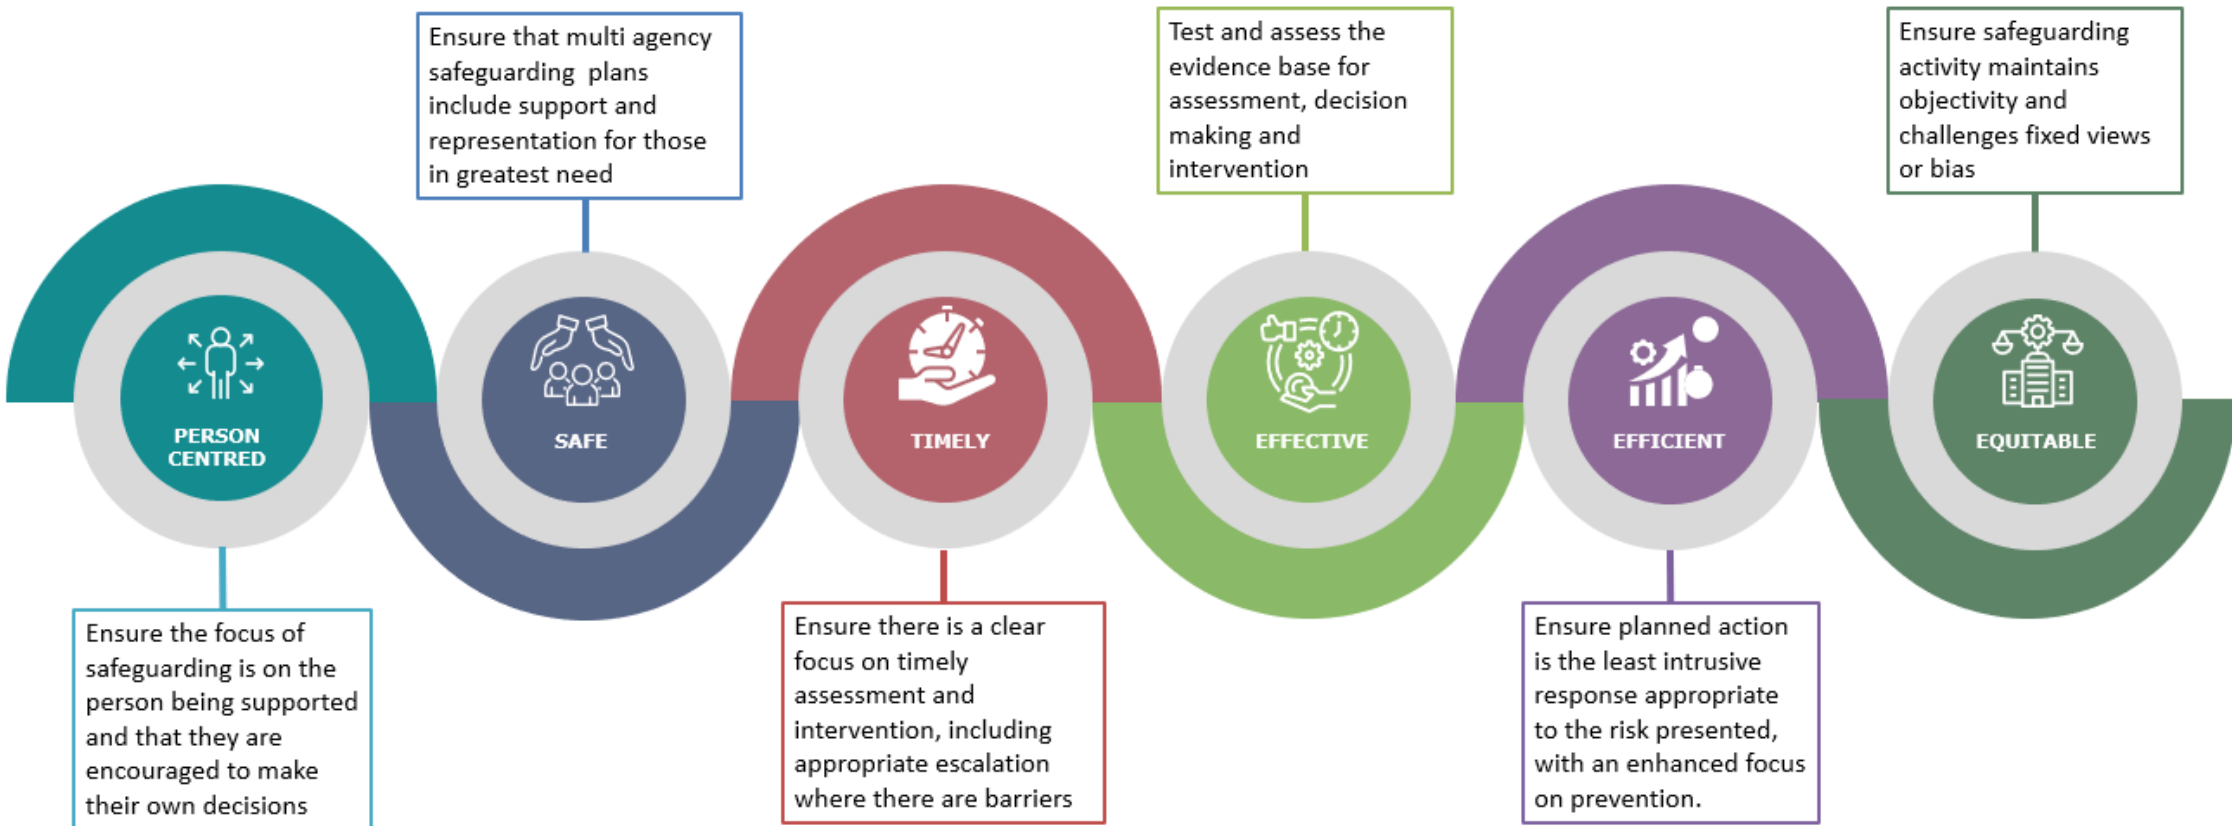 Ensure that multi agency
safeguarding plans
include support and
representation for those
in greatest need
Test and assess the
evidence base for
assessment, decision
making and
intervention
Ensure safeguarding
activity maintains
objectivity and
challenges fixed views
or bias
PERSON
CENTRED
SAFE
TIMELY
EFFECTIVE
EFFICIENT
EQUITABLE
Ensure the focus of
safeguarding is on the
person being supported
and that they are
encouraged to make
their own decisions
Ensure there is a clear
focus on timely
assessment and
intervention, including
appropriate escalation
where there are barriers
Ensure planned action
is the least intrusive
response appropriate
to the risk presented,
with an enhanced focus
on prevention.